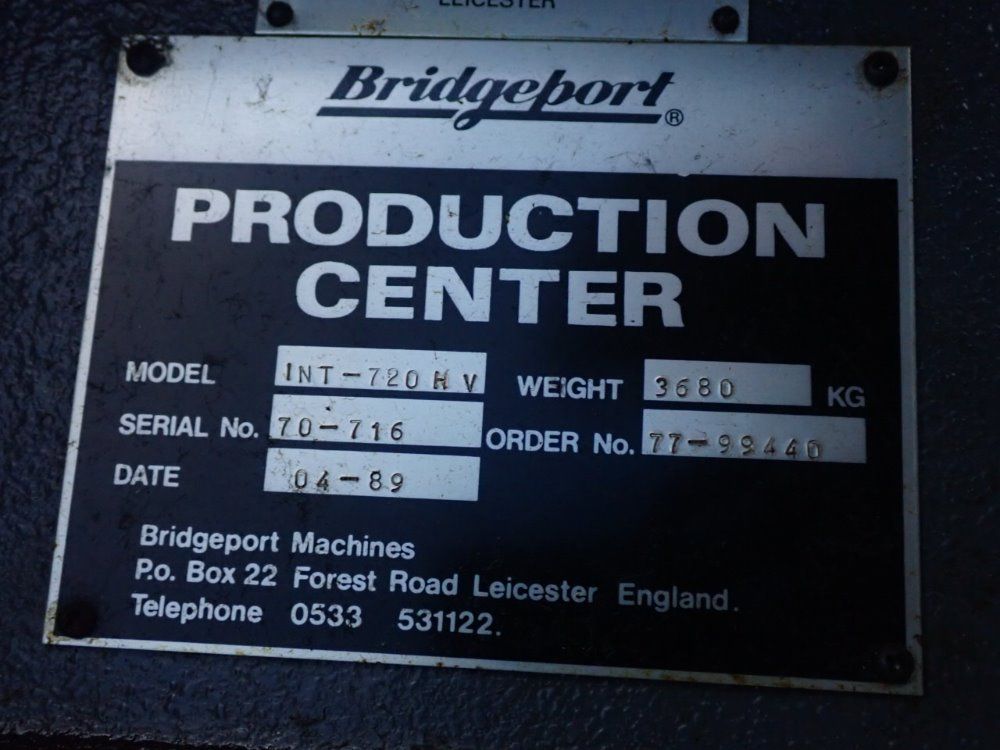 LEICESTER
Bridgeport®
PRODUCTION
CENTER
MODEL INT-720 H V WEIGHT 3680 KG
SERIAL No. 70-716 ORDER No. 77-99440
DATE 04-89
Bridgeport Machines
P.o. Box 22 Forest Road Leicester England.
Telephone 0533 531122.